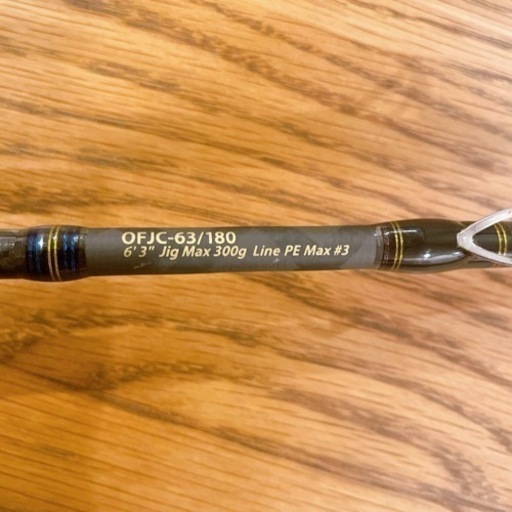 OFJC-63/180
6' 3" Jig Max 300g Line PE Max #3